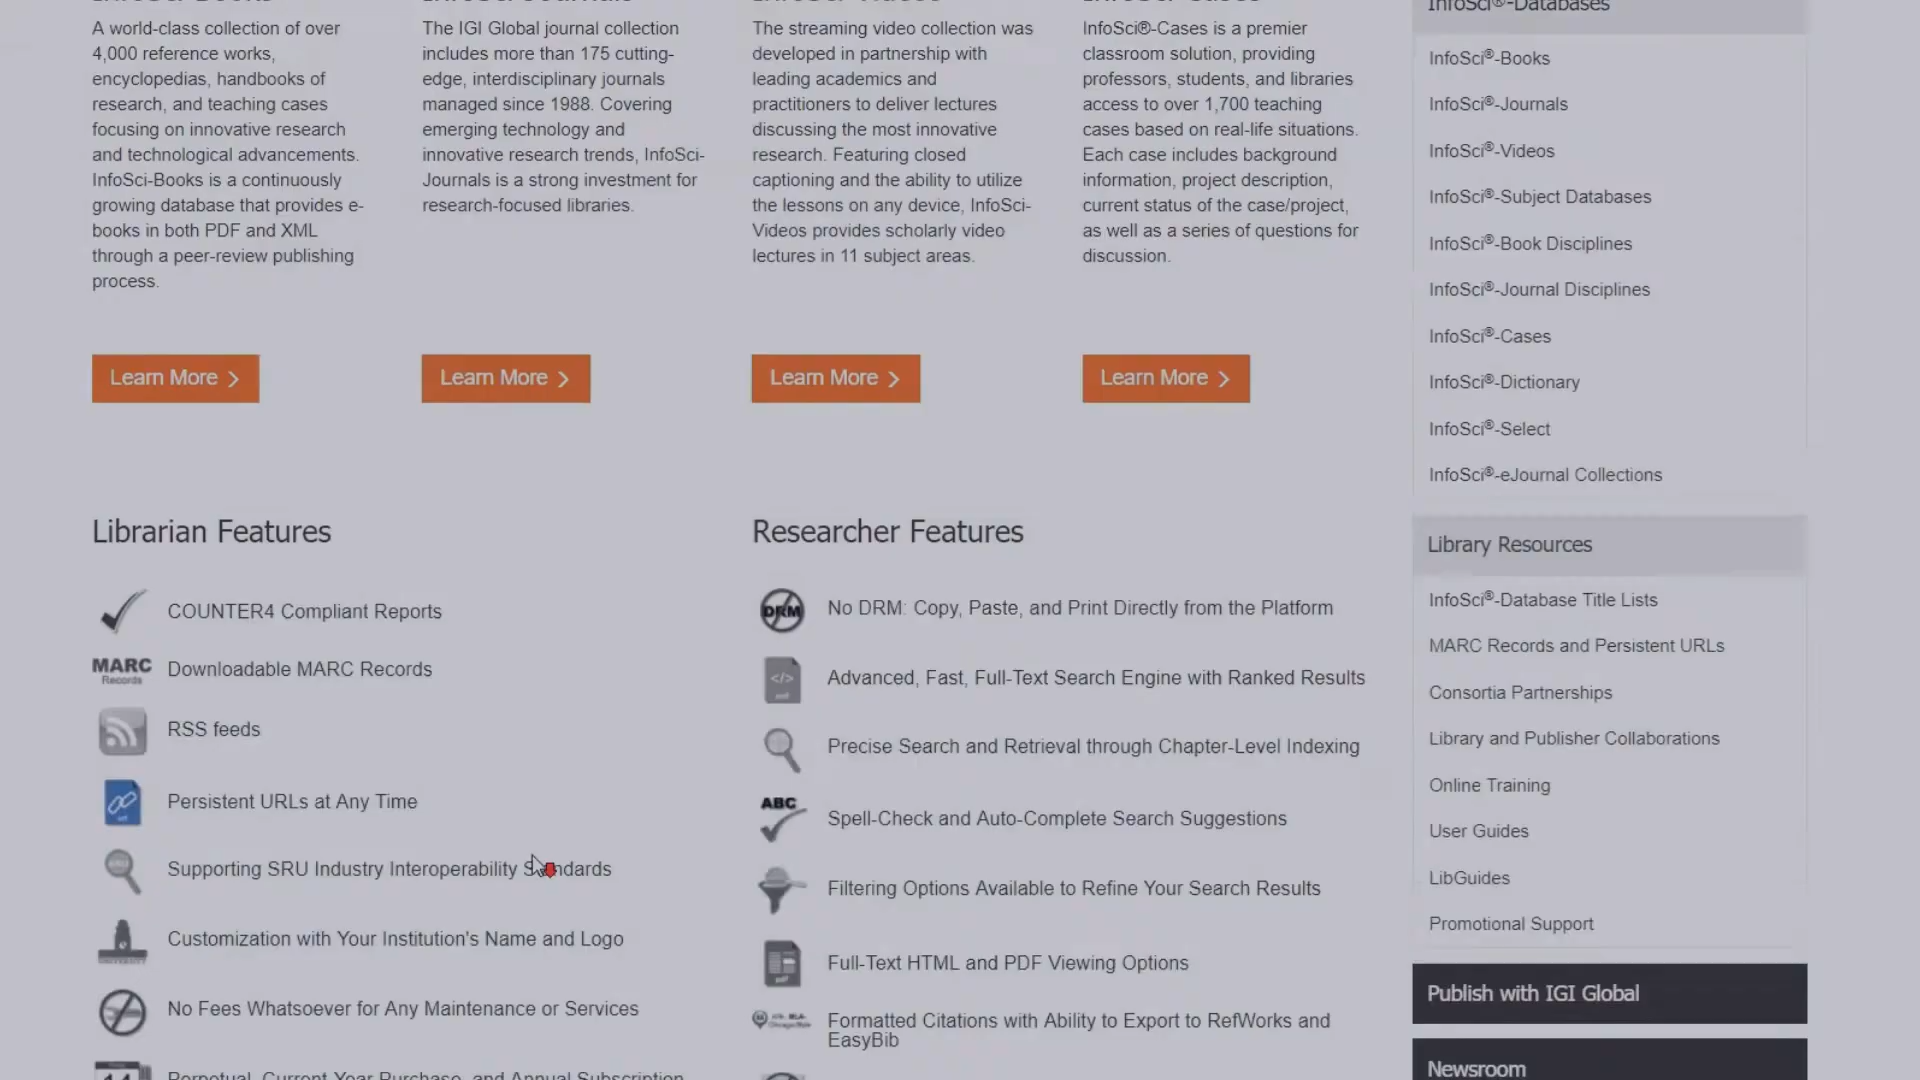 A world-class collection of over
4,000 reference works,
encyclopedias, handbooks of
research, and teaching cases
focusing on innovative research
and technological advancements.
InfoSci-Books is a continuously
growing database that provides e-
books in both PDF and XML
through a peer-review publishing
process.
Learn More
The IGI Global journal collection
includes more than 175 cutting-
edge, interdisciplinary journals
managed since 1988. Covering
emerging technology and
innovative research trends, InfoSci-
Journals is a strong investment for
research-focused libraries.
Learn More
The streaming video collection was
developed in partnership with
leading academics and
practitioners to deliver lectures
discussing the most innovative
research. Featuring closed
captioning and the ability to utilize
the lessons on any device, InfoSci-
Videos provides scholarly video
lectures in 11 subject areas.
Learn More
InfoSci®-Cases is a premier
classroom solution, providing
professors, students, and libraries
access to over 1,700 teaching
cases based on real-life situations.
Each case includes background
information, project description,
current status of the case/project,
as well as a series of questions for
discussion.
Learn More
Librarian Features
COUNTER4 Compliant Reports
MARC
Records
Downloadable MARC Records
RSS feeds
Persistent URLs at Any Time
Supporting SRU Industry Interoperability Standards
Customization with Your Institution's Name and Logo
No Fees Whatsoever for Any Maintenance or Services
Perpetual, Current Year Purchase, and Annual Subscription
Researcher Features
DRM
No DRM: Copy, Paste, and Print Directly from the Platform
Advanced, Fast, Full-Text Search Engine with Ranked Results
Precise Search and Retrieval through Chapter-Level Indexing
ABC
Spell-Check and Auto-Complete Search Suggestions
Filtering Options Available to Refine Your Search Results
Full-Text HTML and PDF Viewing Options
Formatted Citations with Ability to Export to RefWorks and
EasyBib
InfoSci®-Databases
InfoSci®-Books
InfoSci®-Journals
InfoSci®-Videos
InfoSci®-Subject Databases
InfoSci®-Book Disciplines
InfoSci®-Journal Disciplines
InfoSci®-Cases
InfoSci®-Dictionary
InfoSci®-Select
InfoSci®-eJournal Collections
Library Resources
InfoSci®-Database Title Lists
MARC Records and Persistent URLs
Consortia Partnerships
Library and Publisher Collaborations
Online Training
User Guides
LibGuides
Promotional Support
Publish with IGI Global
Newsroom